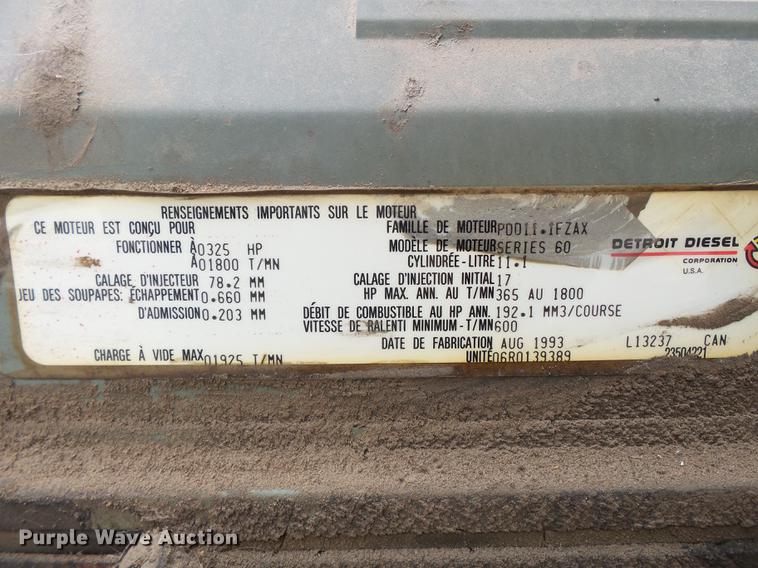 RENSEIGNEMENTS IMPORTANTS SUR LE MOTEUR
CE MOTEUR EST CONÇU POUR
FONCTIONNER À 0325 HP
À 01800 T/MN
CALAGE D'INJECTEUR 78.2 MM
JEU DES SOUPAPES: ÉCHAPPEMENT 0.660 MM
D'ADMISSION 0.203 MM
CHARGE À VIDE MAX 01925 T/MN
FAMILLE DE MOTEUR PDD11.1FZAX
MODÈLE DE MOTEUR SERIES 60
CYLINDRÉE-LITRE 11.1
CALAGE D'INJECTION INITIAL 17
HP MAX. ANN. AU T/MN 365 AU 1800
DÉBIT DE COMBUSTIBLE AU HP ANN. 192.1 MM3/COURSE
VITESSE DE RALENTI MINIMUM-T/MN 600
DATE DE FABRICATION AUG 1993
UNITÉ 06R0139389
DETROIT DIESEL
CORPORATION
U.S.A.
L13237 CAN
23504221
Purple Wave Auction